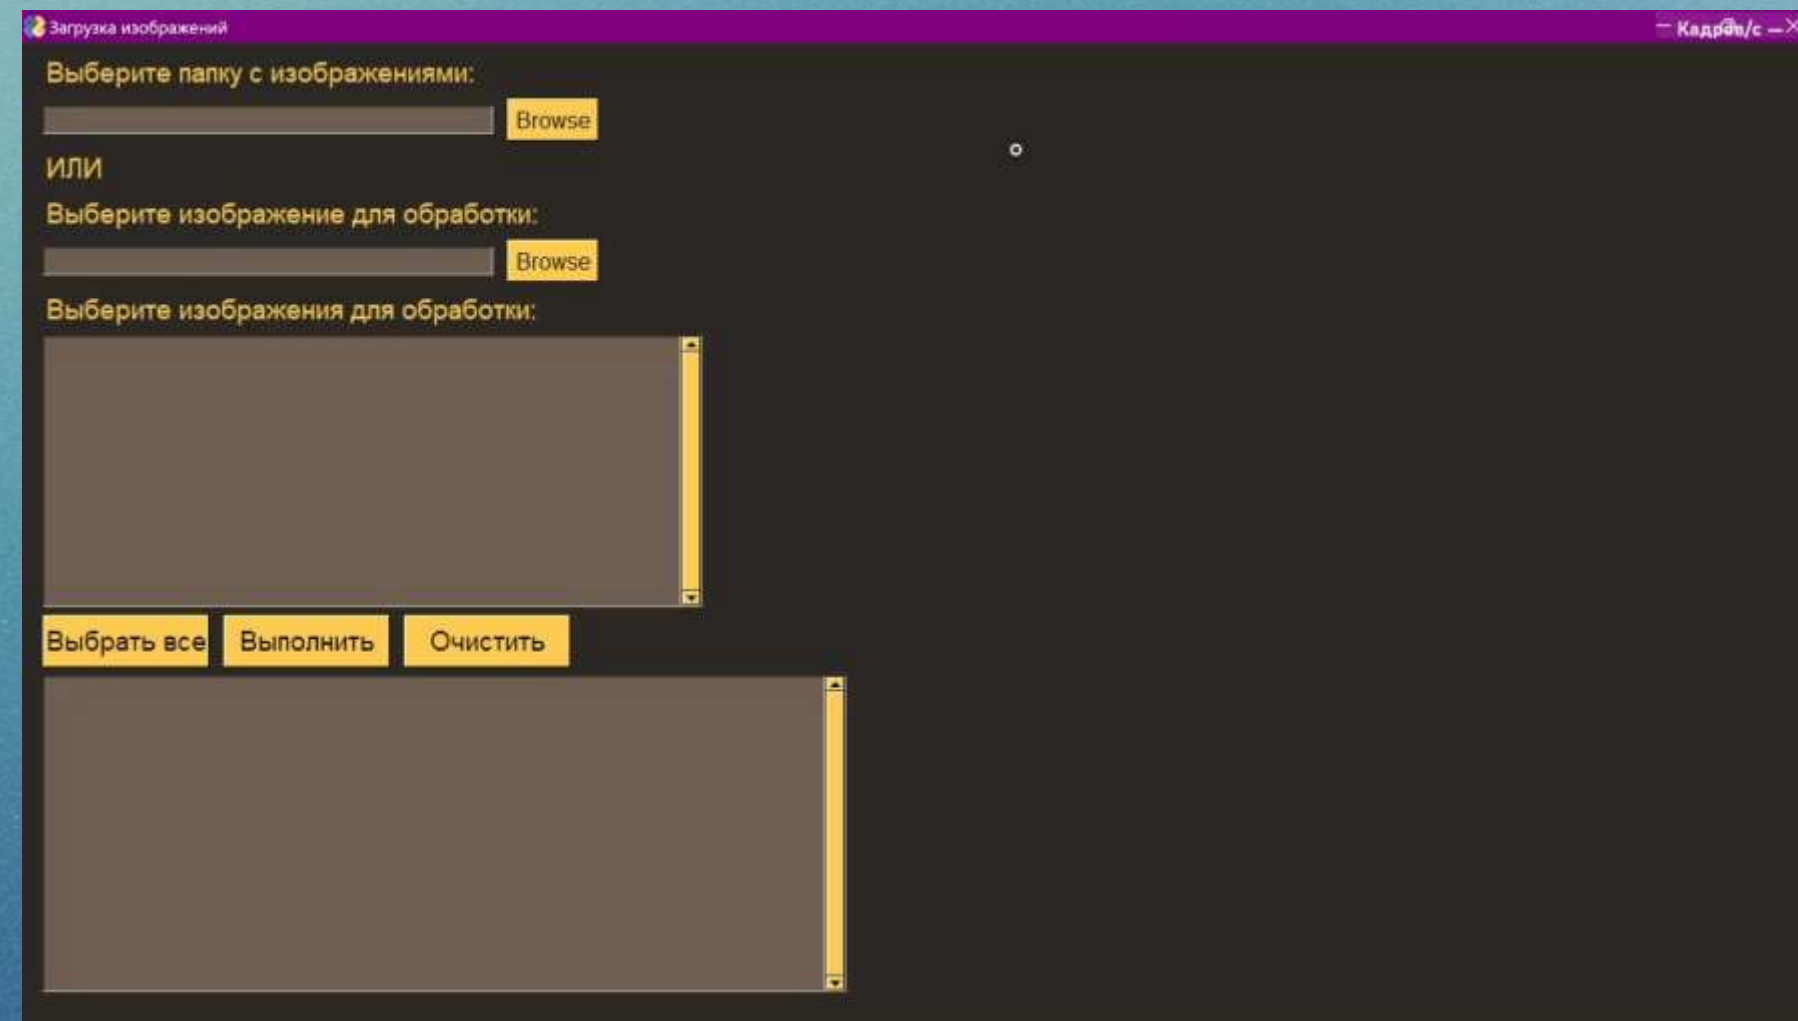 Загрузка изображений
Кадров/с —
Выберите папку с изображениями:
Browse
ИЛИ
Выберите изображение для обработки:
Browse
Выберите изображения для обработки:
Выбрать все Выполнить Очистить